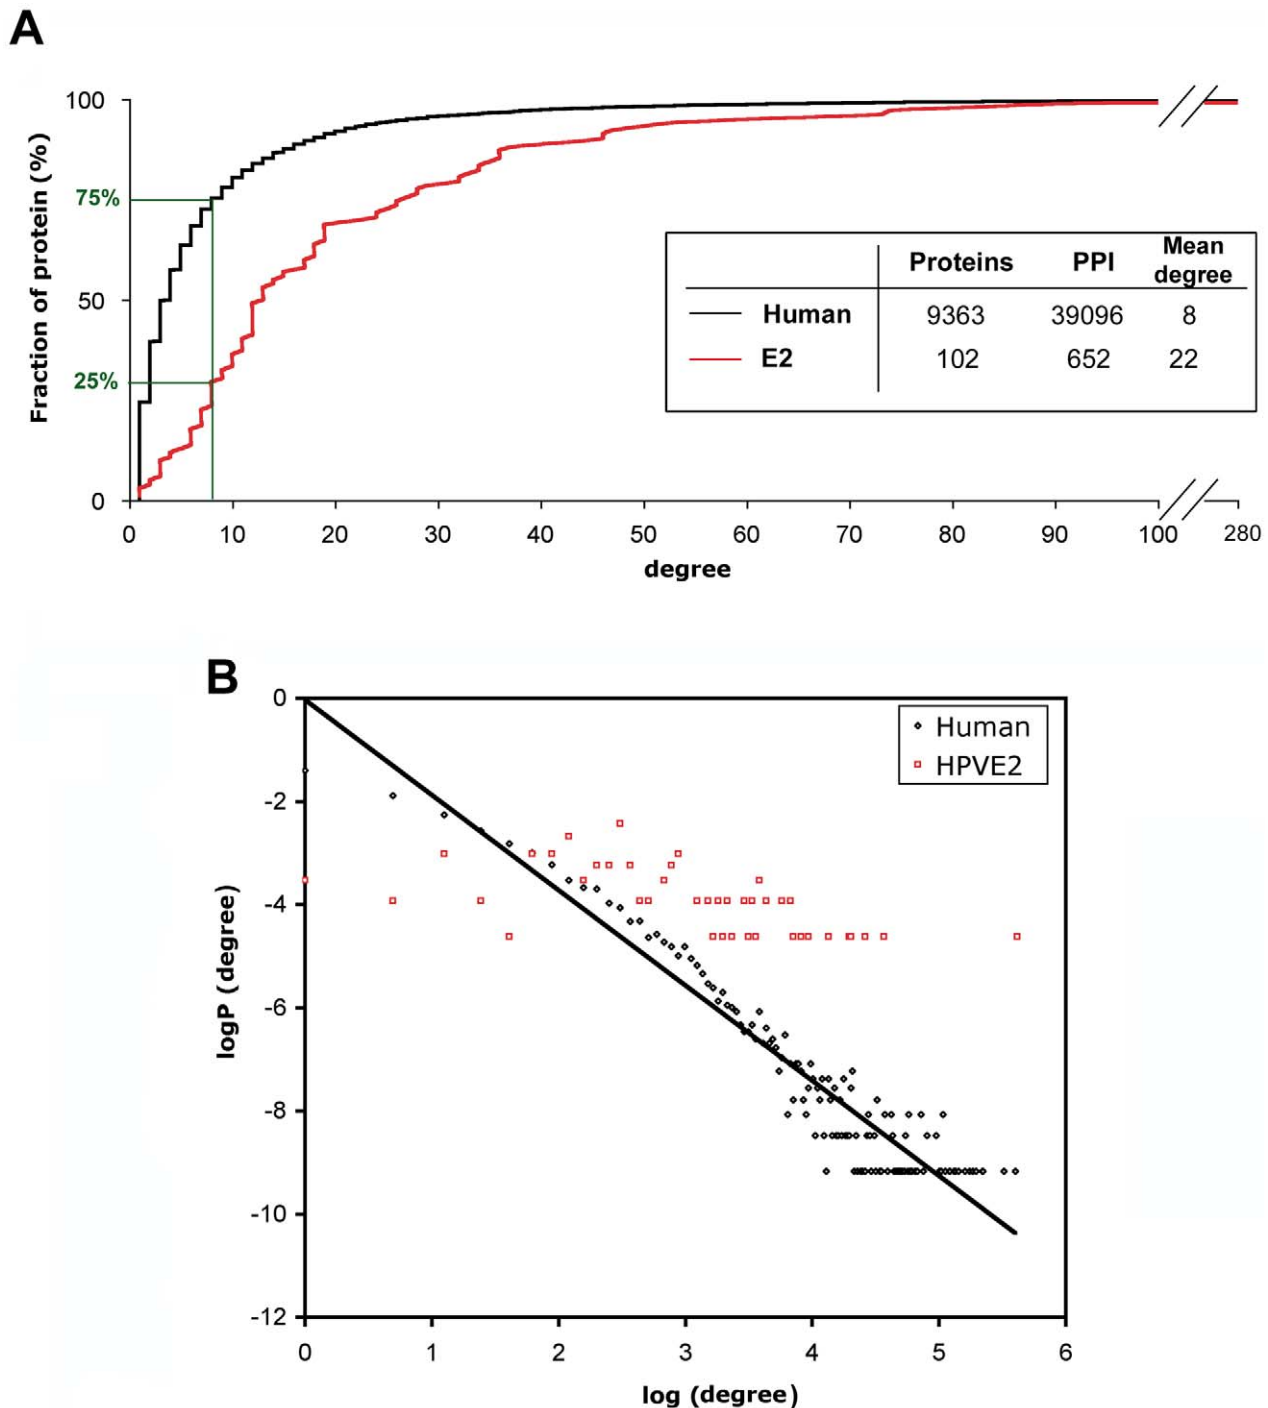 A
Fraction of protein (%)
100
75%
50
25%
0
0 10 20 30 40 50 60 70 80 90 100 280
degree
Proteins PPI Mean degree
Human 9363 39096 8
E2 102 652 22
B
logP (degree)
0
-2
-4
-6
-8
-10
-12
0 1 2 3 4 5 6
log (degree)
Human
HPVE2